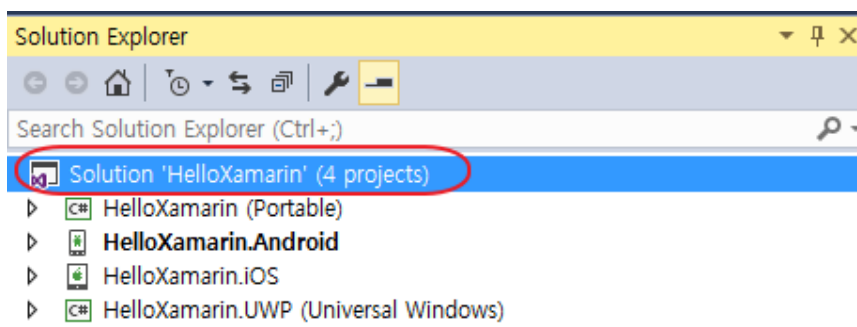 Solution Explorer
Search Solution Explorer (Ctrl+;)
Solution 'HelloXamarin' (4 projects)
C# HelloXamarin (Portable)
HelloXamarin.Android
HelloXamarin.iOS
C# HelloXamarin.UWP (Universal Windows)